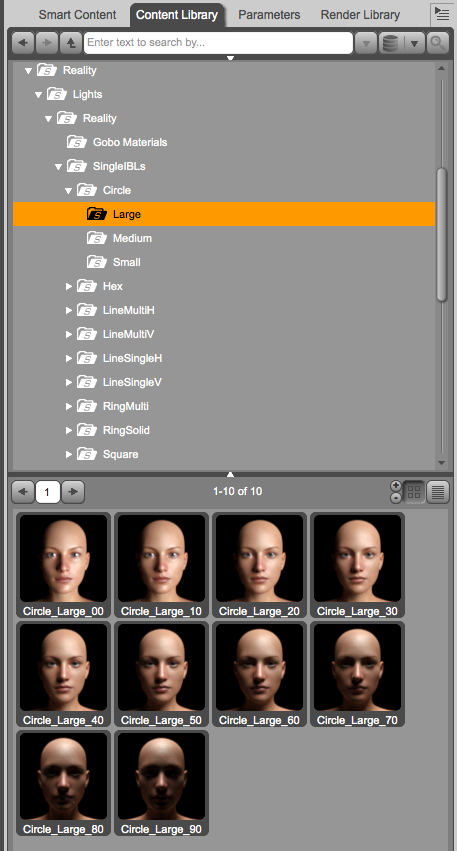 Smart Content Content Library Parameters Render Library
Enter text to search by...
Reality
Lights
Reality
Gobo Materials
SingleIBLs
Circle
Large
Medium
Small
Hex
LineMultiH
LineMultiV
LineSingleH
LineSingleV
RingMulti
RingSolid
Square
1 1-10 of 10
Circle_Large_00 Circle_Large_10 Circle_Large_20 Circle_Large_30
Circle_Large_40 Circle_Large_50 Circle_Large_60 Circle_Large_70
Circle_Large_80 Circle_Large_90